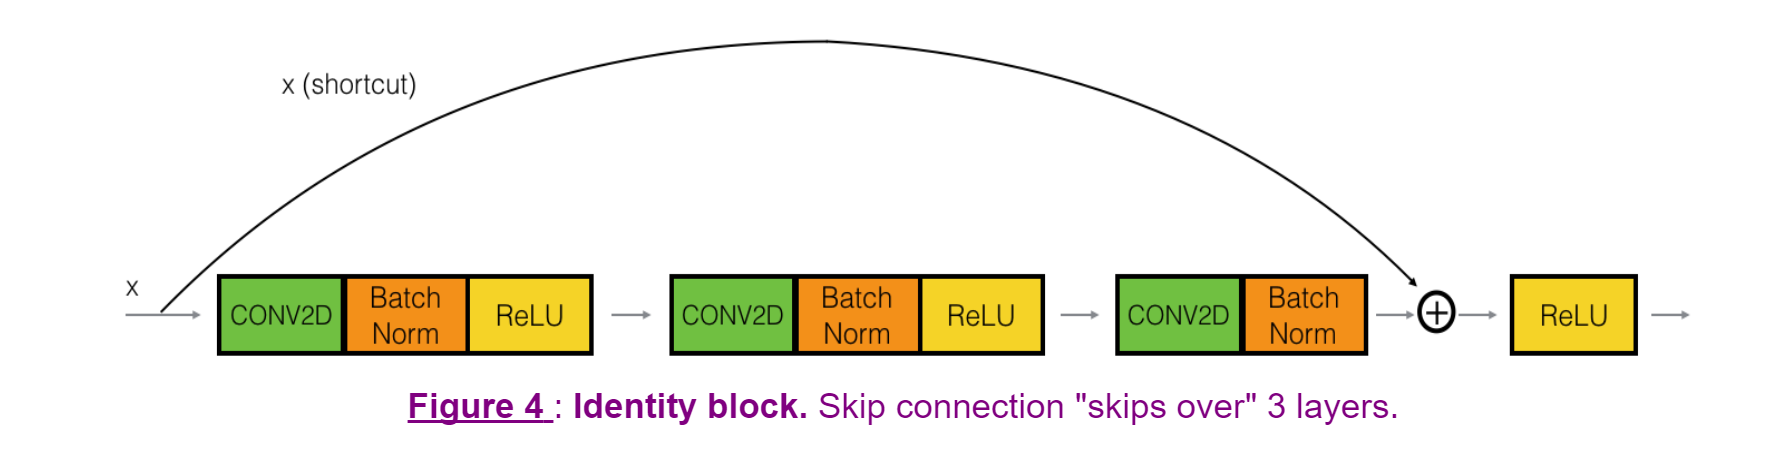 x (shortcut)
x
CONV2D
Batch
Norm
ReLU
CONV2D
Batch
Norm
ReLU
CONV2D
Batch
Norm
ReLU
Figure 4 : Identity block. Skip connection "skips over" 3 layers.